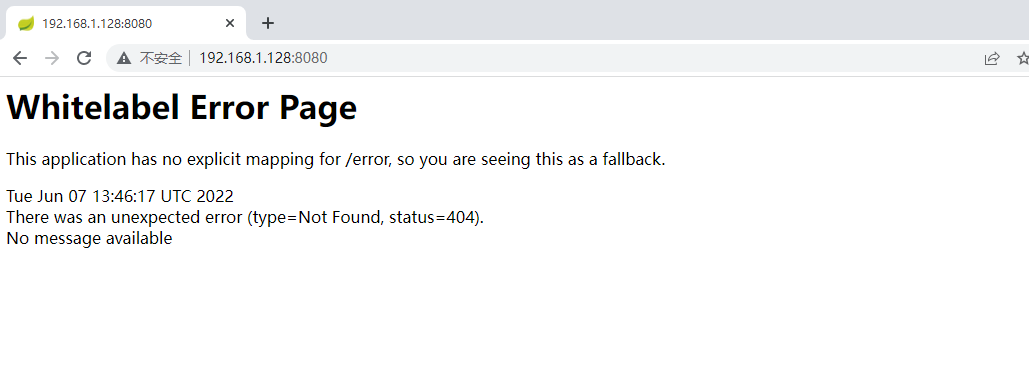 192.168.1.128:8080
不安全 192.168.1.128:8080
Whitelabel Error Page
This application has no explicit mapping for /error, so you are seeing this as a fallback.
Tue Jun 07 13:46:17 UTC 2022
There was an unexpected error (type=Not Found, status=404).
No message available